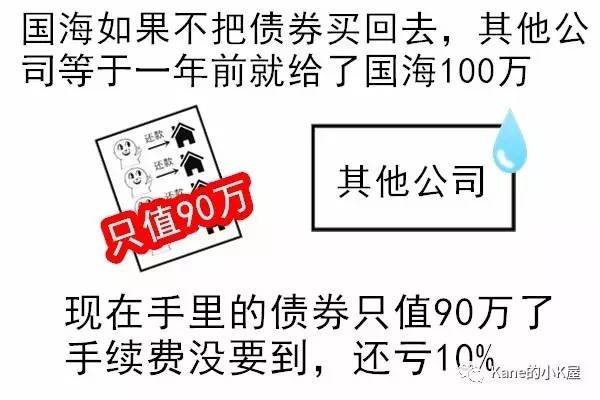 国海如果不把债券买回去，其他公
司等于一年前就给了国海100万
还款
还款
还款
只值90万
其他公司
现在手里的债券只值90万了
手续费没要到，还亏10%
Kane的小K屋